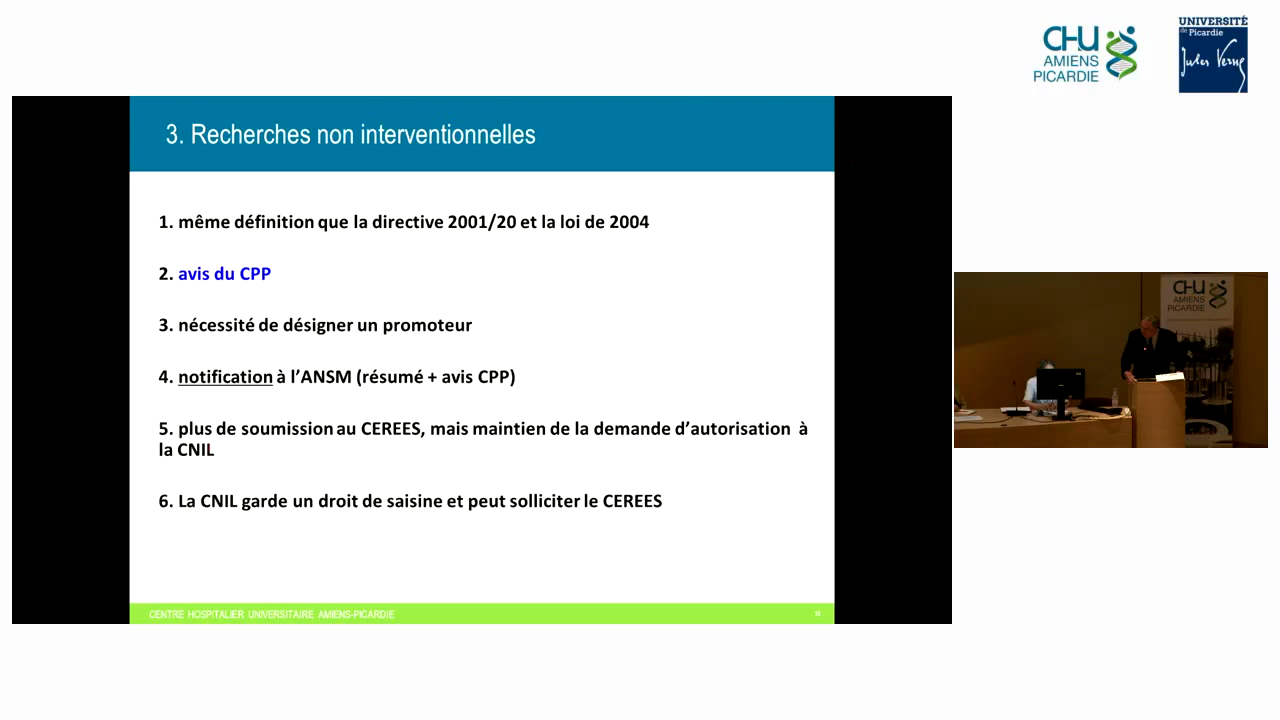 CHU
AMIENS
PICARDIE
UNIVERSITÉ
de Picardie
Jules Verne
3. Recherches non interventionnelles
1. même définition que la directive 2001/20 et la loi de 2004
2. avis du CPP
3. nécessité de désigner un promoteur
4. notification à l’ANSM (résumé + avis CPP)
5. plus de soumission au CEREES, mais maintien de la demande d’autorisation à
la CNIL
6. La CNIL garde un droit de saisine et peut solliciter le CEREES
CENTRE HOSPITALIER UNIVERSITAIRE AMIENS-PICARDIE
CHU
AMIENS
PICARDIE